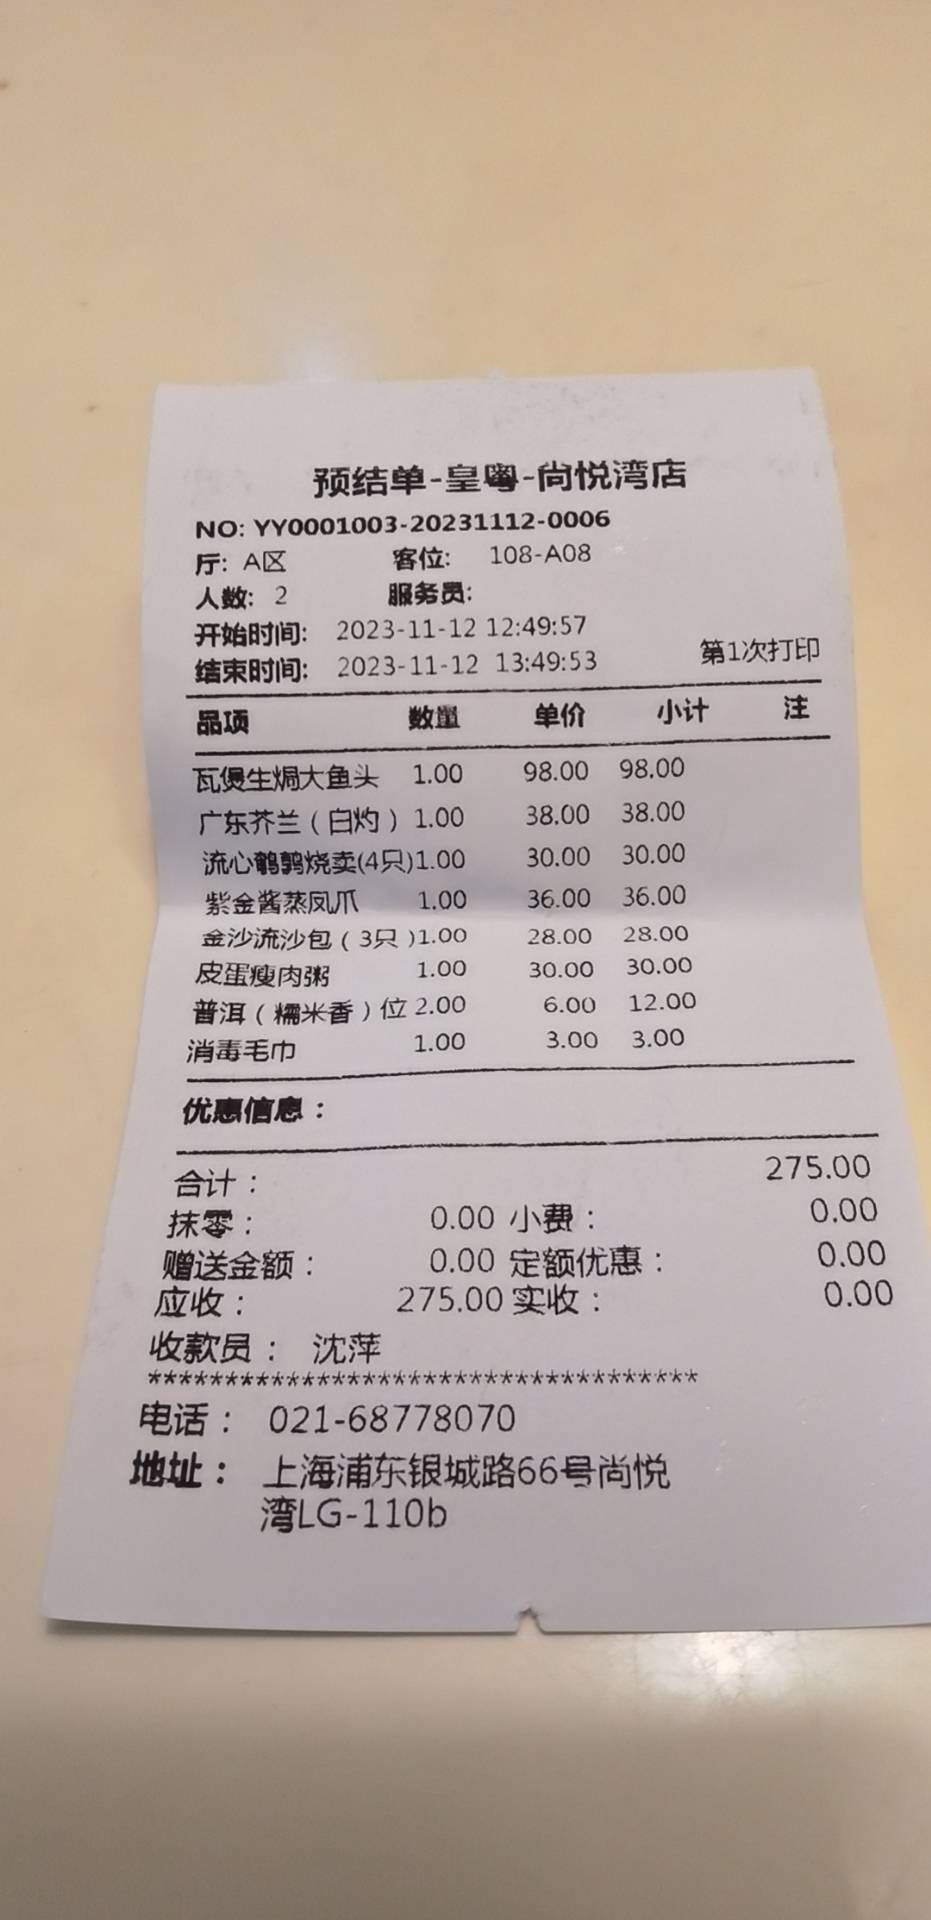 预结单-皇粤-尚悦湾店
NO: YY0001003-20231112-0006
厅: A区 客位: 108-A08
人数: 2 服务员:
开始时间: 2023-11-12 12:49:57
结束时间: 2023-11-12 13:49:53 第1次打印
品项 数量 单价 小计 注
瓦煲生焗大鱼头 1.00 98.00 98.00
广东芥兰（白灼） 1.00 38.00 38.00
流心鹌鹑烧卖(4只) 1.00 30.00 30.00
紫金酱蒸凤爪 1.00 36.00 36.00
金沙流沙包（3只） 1.00 28.00 28.00
皮蛋瘦肉粥 1.00 30.00 30.00
普洱（糯米香）位 2.00 6.00 12.00
消毒毛巾 1.00 3.00 3.00
优惠信息：
合计： 275.00
抹零： 0.00 小费： 0.00
赠送金额： 0.00 定额优惠： 0.00
应收： 275.00 实收： 0.00
收款员： 沈萍
************************************
电话： 021-68778070
地址： 上海浦东银城路66号尚悦
湾LG-110b